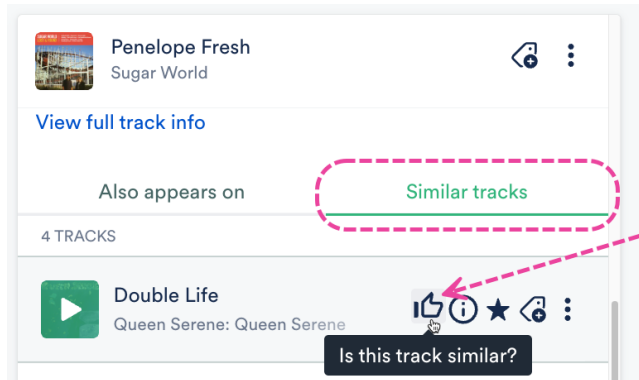 Penelope Fresh
Sugar World
View full track info
Also appears on
Similar tracks
4 TRACKS
Double Life
Queen Serene: Queen Serene
Is this track similar?